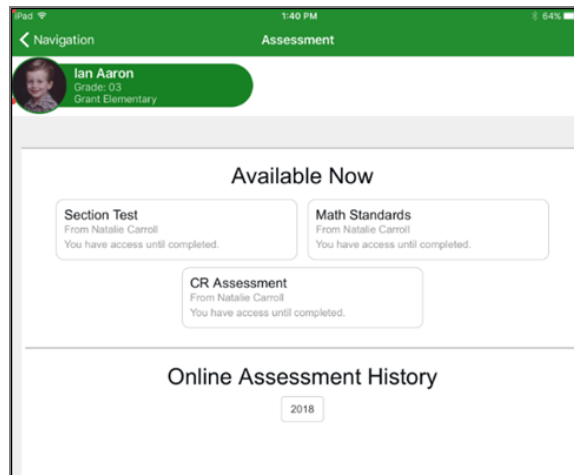 iPad 1:40 PM 64%
Navigation Assessment
Ian Aaron
Grade: 03
Grant Elementary
Available Now
Section Test
From Natalie Carroll
You have access until completed.
Math Standards
From Natalie Carroll
You have access until completed.
CR Assessment
From Natalie Carroll
You have access until completed.
Online Assessment History
2018